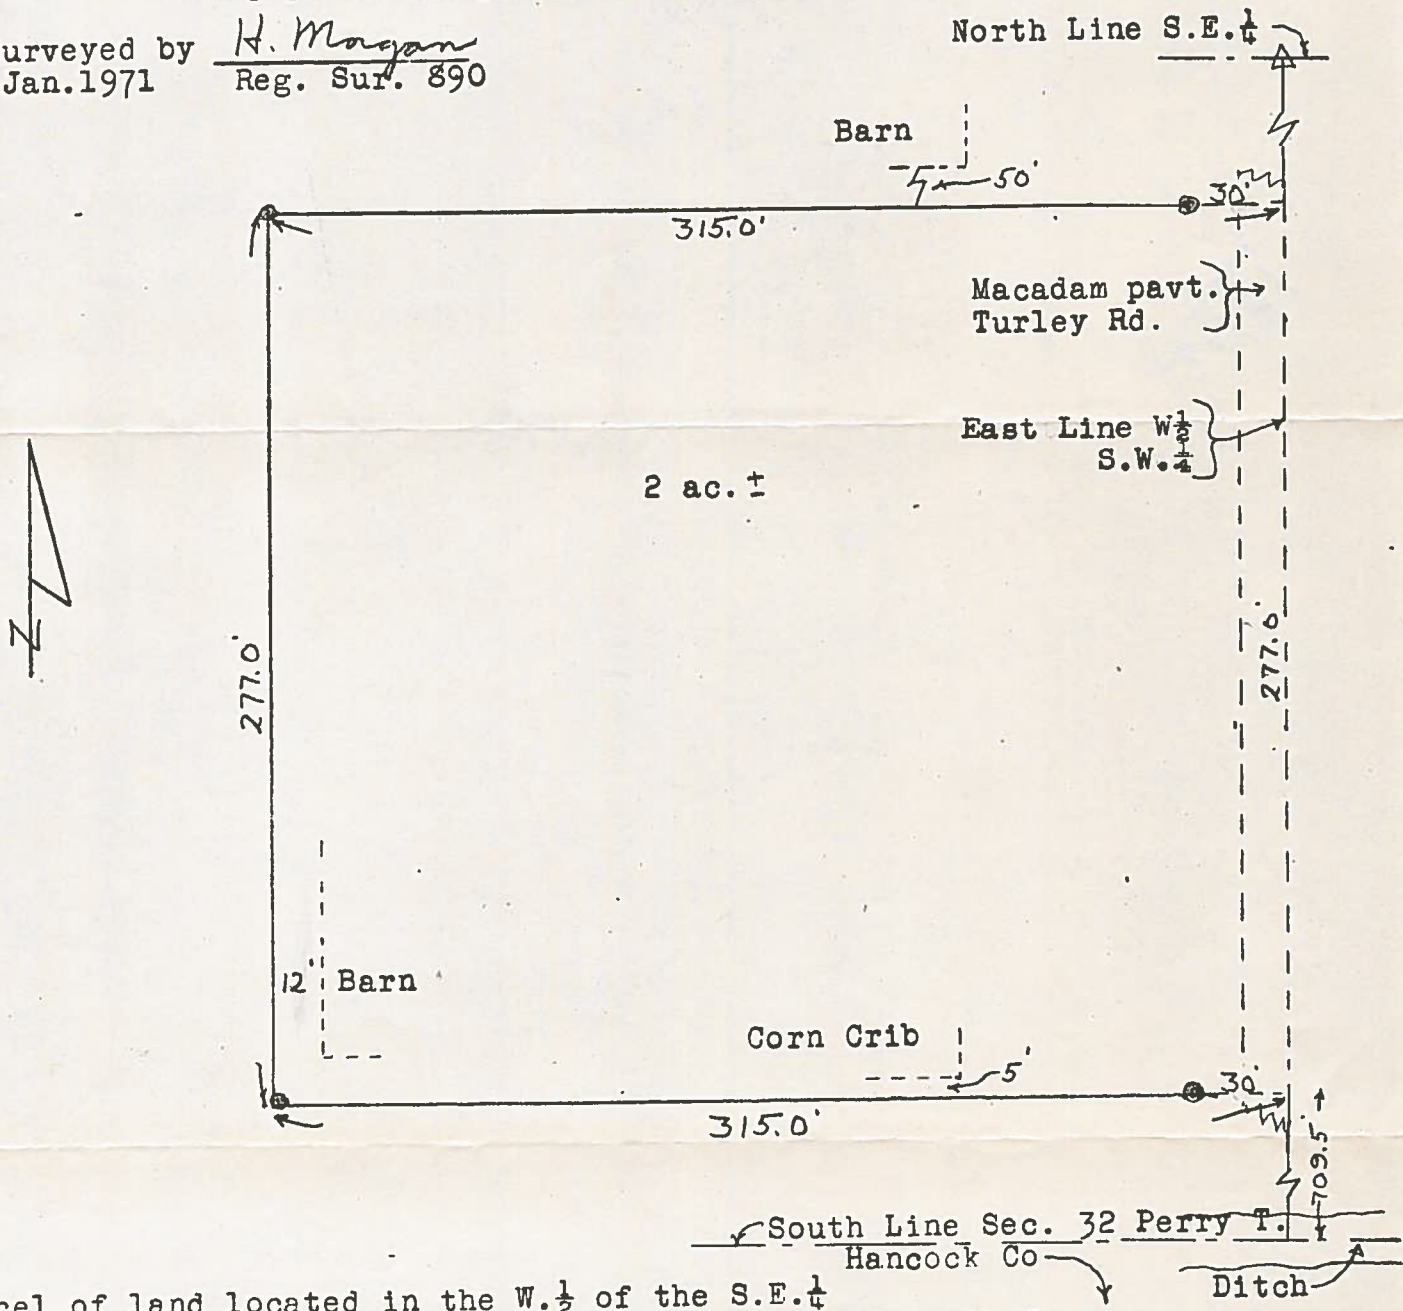 urveyed by H. Mogan
Jan.1971 Reg. Sur. 890
North Line S.E.¼
Barn
50'
30'
315.0'
Macadam pavt.
Turley Rd.
East Line W½
S.W.¼
2 ac. ±
N
277.0'
277.0'
12' Barn
Corn Crib
5'
30'
315.0'
709.5'
South Line Sec. 32 Perry T.
Hancock Co
Ditch
cel of land located in the W.½ of the S.E.¼